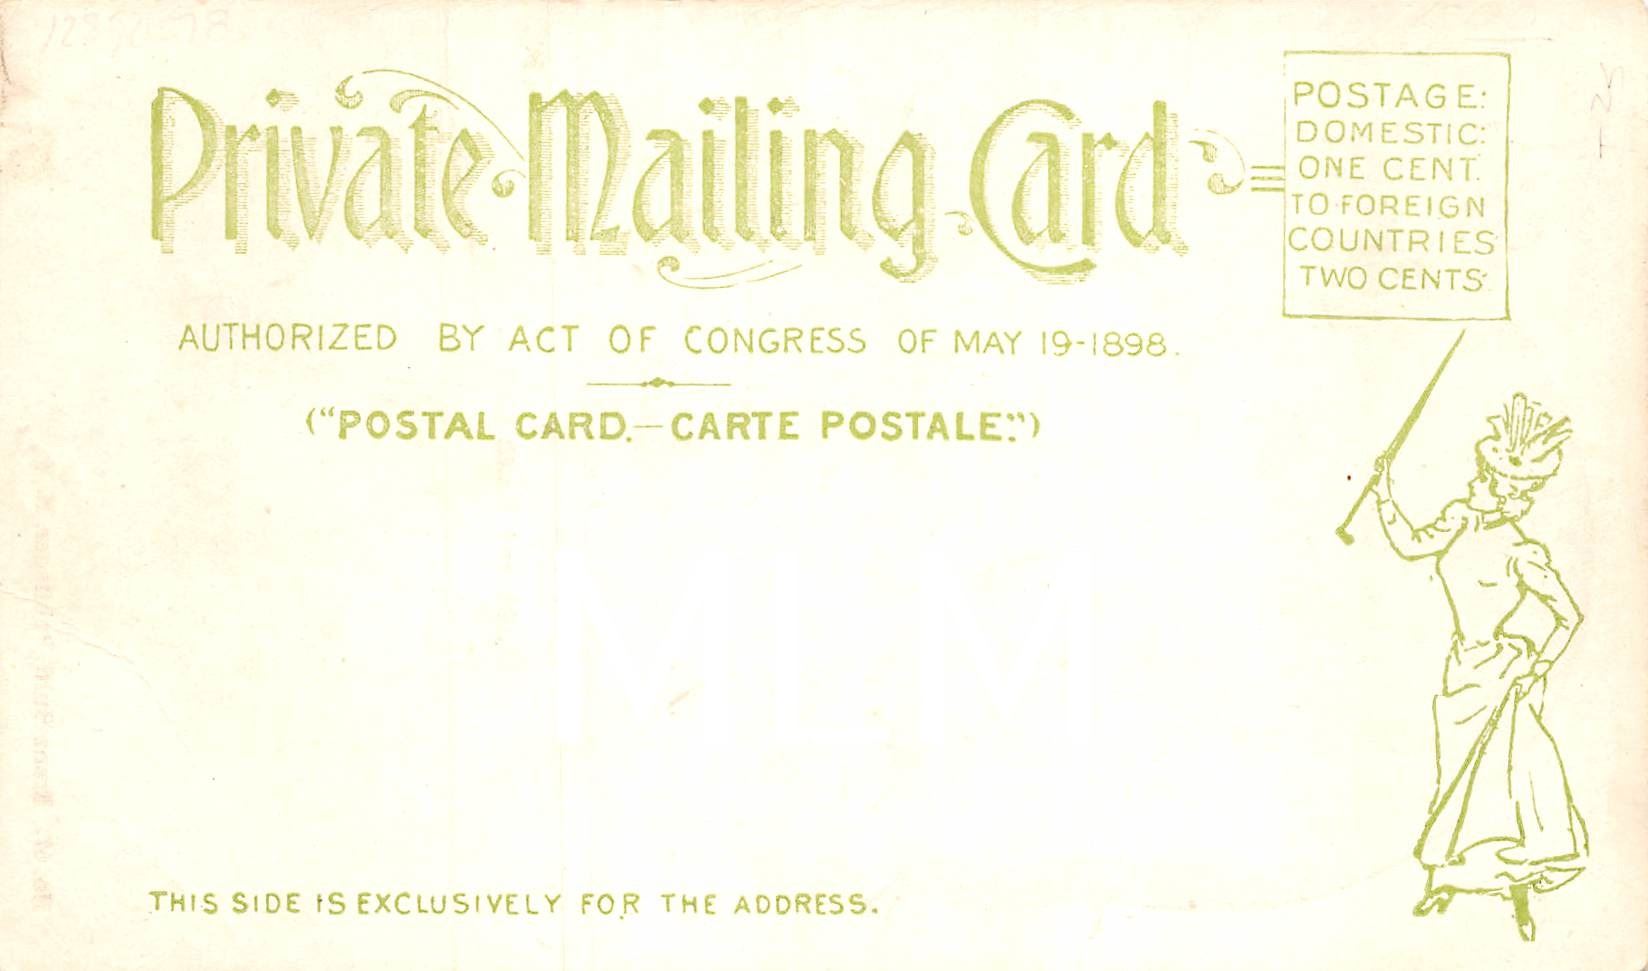 Private Mailing Card
POSTAGE:
DOMESTIC:
ONE CENT.
TO FOREIGN
COUNTRIES
TWO CENTS.
AUTHORIZED BY ACT OF CONGRESS OF MAY 19-1898.
("POSTAL CARD.—CARTE POSTALE.")
MLM
THIS SIDE IS EXCLUSIVELY FOR THE ADDRESS.